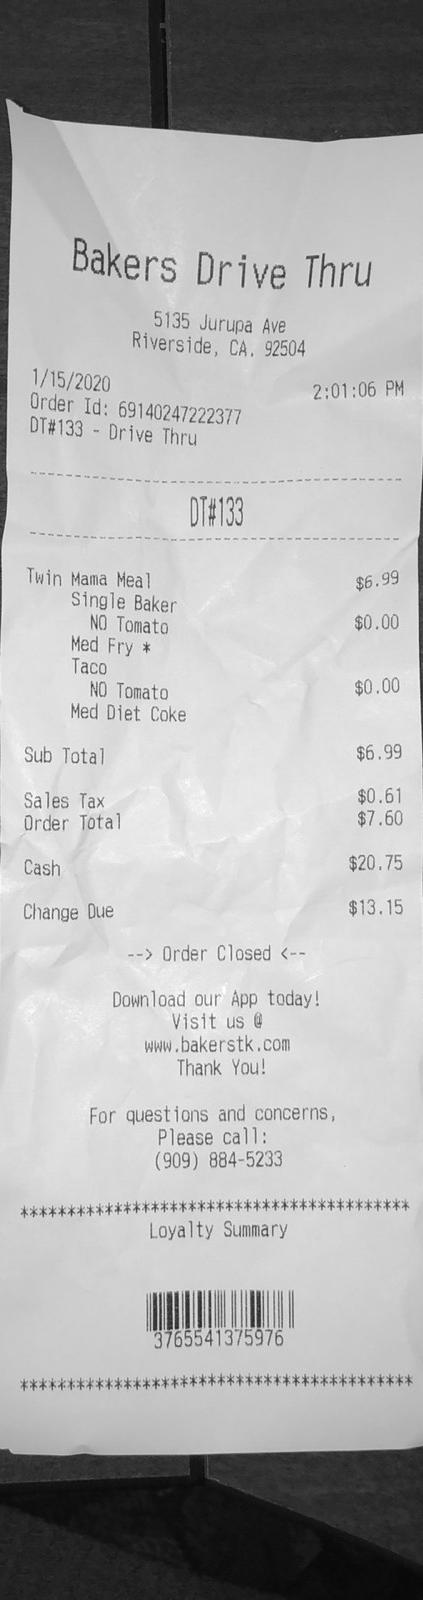 Bakers Drive Thru
5135 Jurupa Ave
Riverside, CA, 92504
1/15/2020 2:01:06 PM
Order Id: 69140247222377
DT#133 - Drive Thru
DT#133
Twin Mama Meal $6.99
Single Baker
NO Tomato $0.00
Med Fry *
Taco
NO Tomato $0.00
Med Diet Coke
Sub Total $6.99
Sales Tax $0.61
Order Total $7.60
Cash $20.75
Change Due $13.15
--> Order Closed <--
Download our App today!
Visit us @
www.bakerstk.com
Thank You!
For questions and concerns,
Please call:
(909) 884-5233
******************************************
Loyalty Summary
3765541375976
******************************************